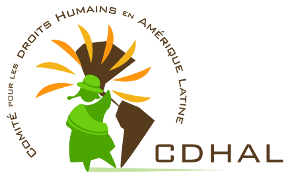 Comité pour les Droits Humains en Amérique Latine
CDHAL